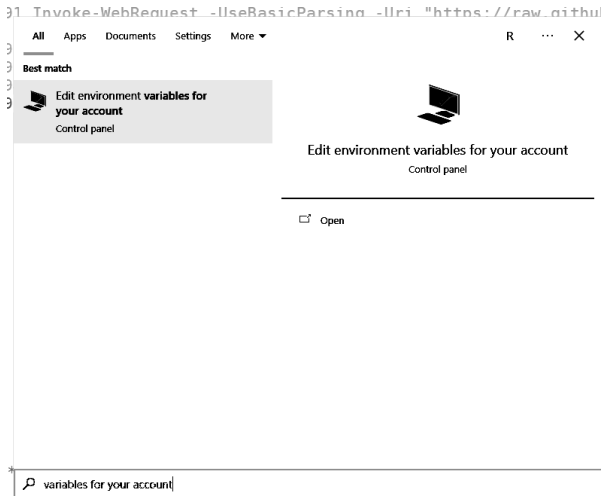 91 Invoke-WebRequest -UseBasicParsing -Uri "https://raw.githu
All Apps Documents Settings More R ... ×
Best match
Edit environment variables for
your account
Control panel
Edit environment variables for your account
Control panel
Open
variables for your account